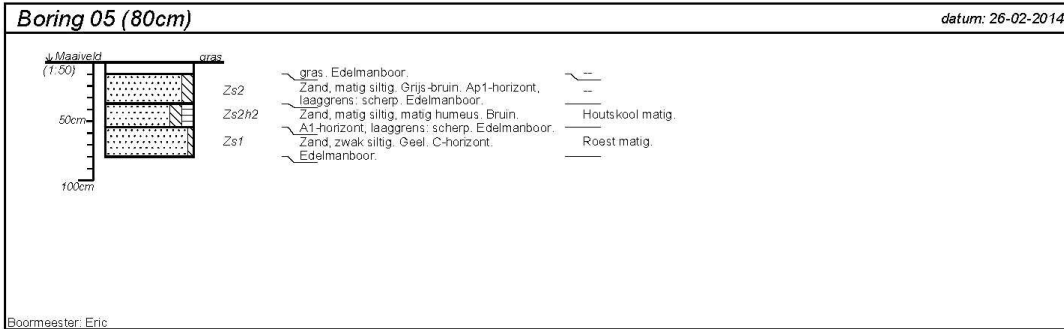 Boring 05 (80cm) datum: 26-02-2014
↓ Maaiveld gras
(1:50)
gras. Edelmanboor. --
Zs2 Zand, matig siltig. Grijs-bruin. Ap1-horizont, --
laaggrens: scherp. Edelmanboor.
50cm Zs2h2 Zand, matig siltig, matig humeus. Bruin. Houtskool matig.
A1-horizont, laaggrens: scherp. Edelmanboor.
Zs1 Zand, zwak siltig. Geel. C-horizont. Roest matig.
Edelmanboor.
100cm
Boormeester: Eric